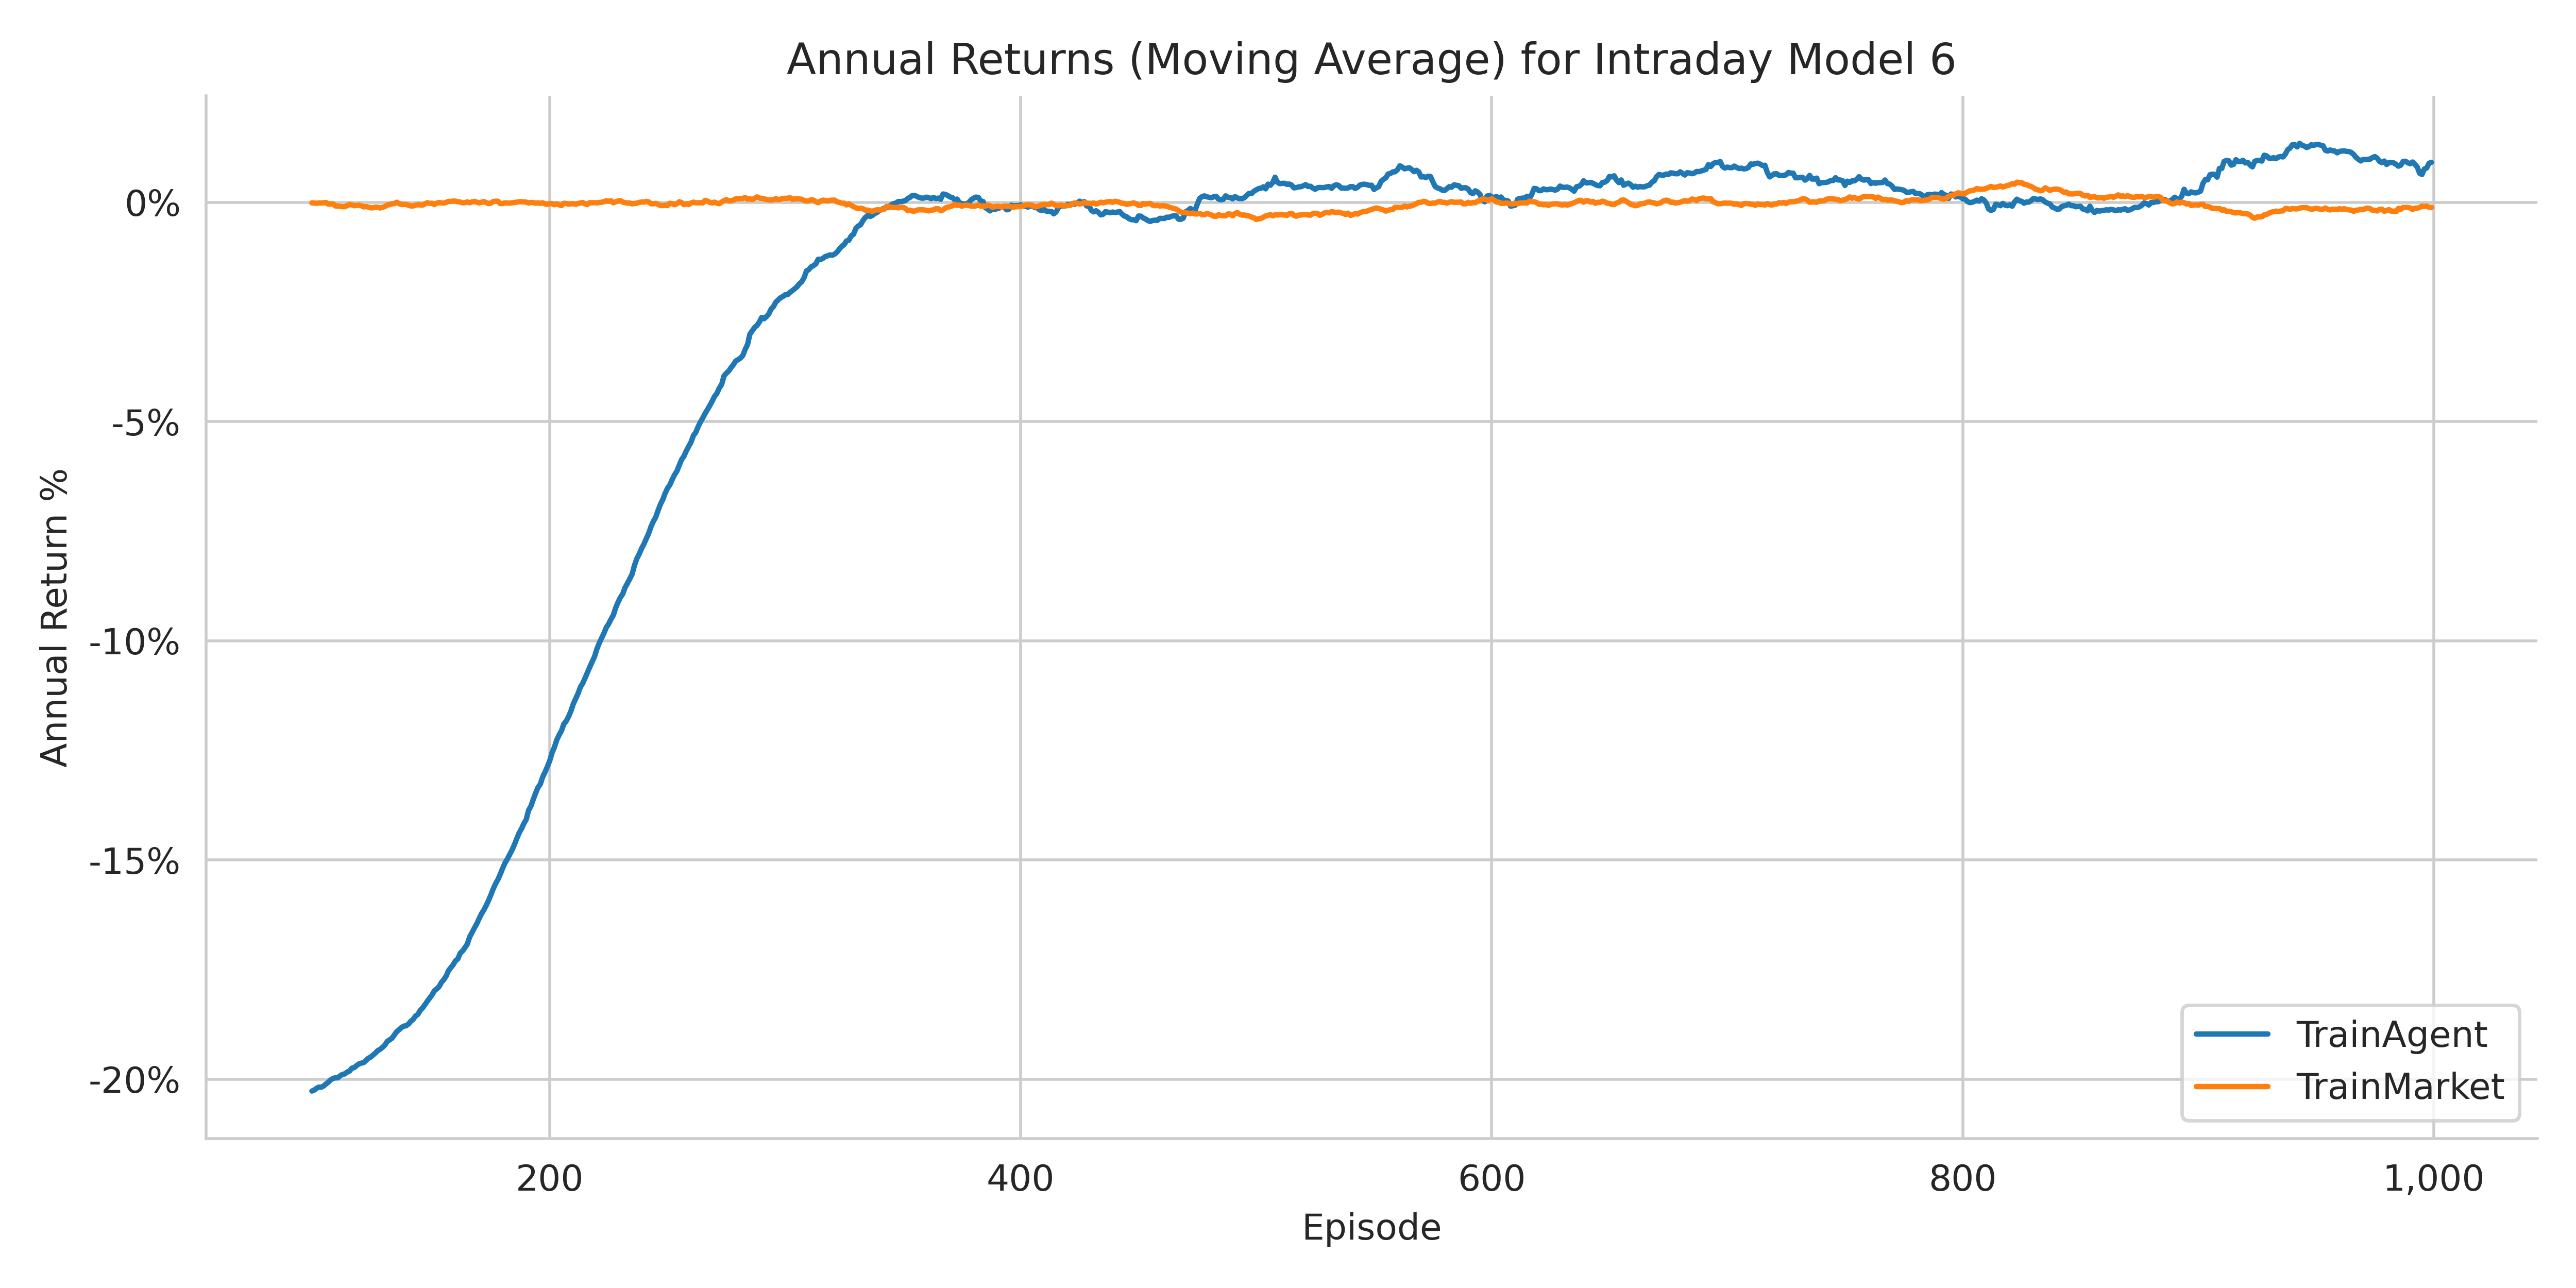 Annual Returns (Moving Average) for Intraday Model 6
Annual Return %
0%
-5%
-10%
-15%
-20%
200
400
600
800
1,000
Episode
TrainAgent
TrainMarket